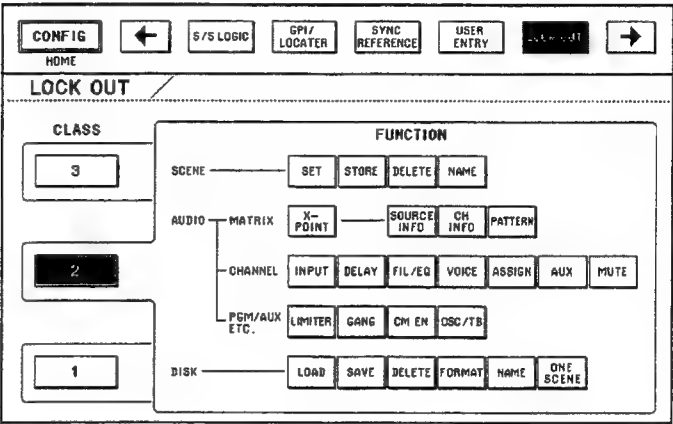 CONFIG
HOME
S/S LOGIC
GPI/
LOCATER
SYNC
REFERENCE
USER
ENTRY
LOCK OUT
LOCK OUT
CLASS
FUNCTION
3
SCENE
SET
STORE
DELETE
NAME
AUDIO
MATRIX
X-
POINT
SOURCE
INFO
CH
INFO
PATTERN
2
CHANNEL
INPUT
DELAY
FIL/EQ
VOICE
ASSIGN
AUX
MUTE
PGM/AUX
ETC.
LIMITER
GANG
CM EN
OSC/TB
1
DISK
LOAD
SAVE
DELETE
FORMAT
NAME
ONE
SCENE